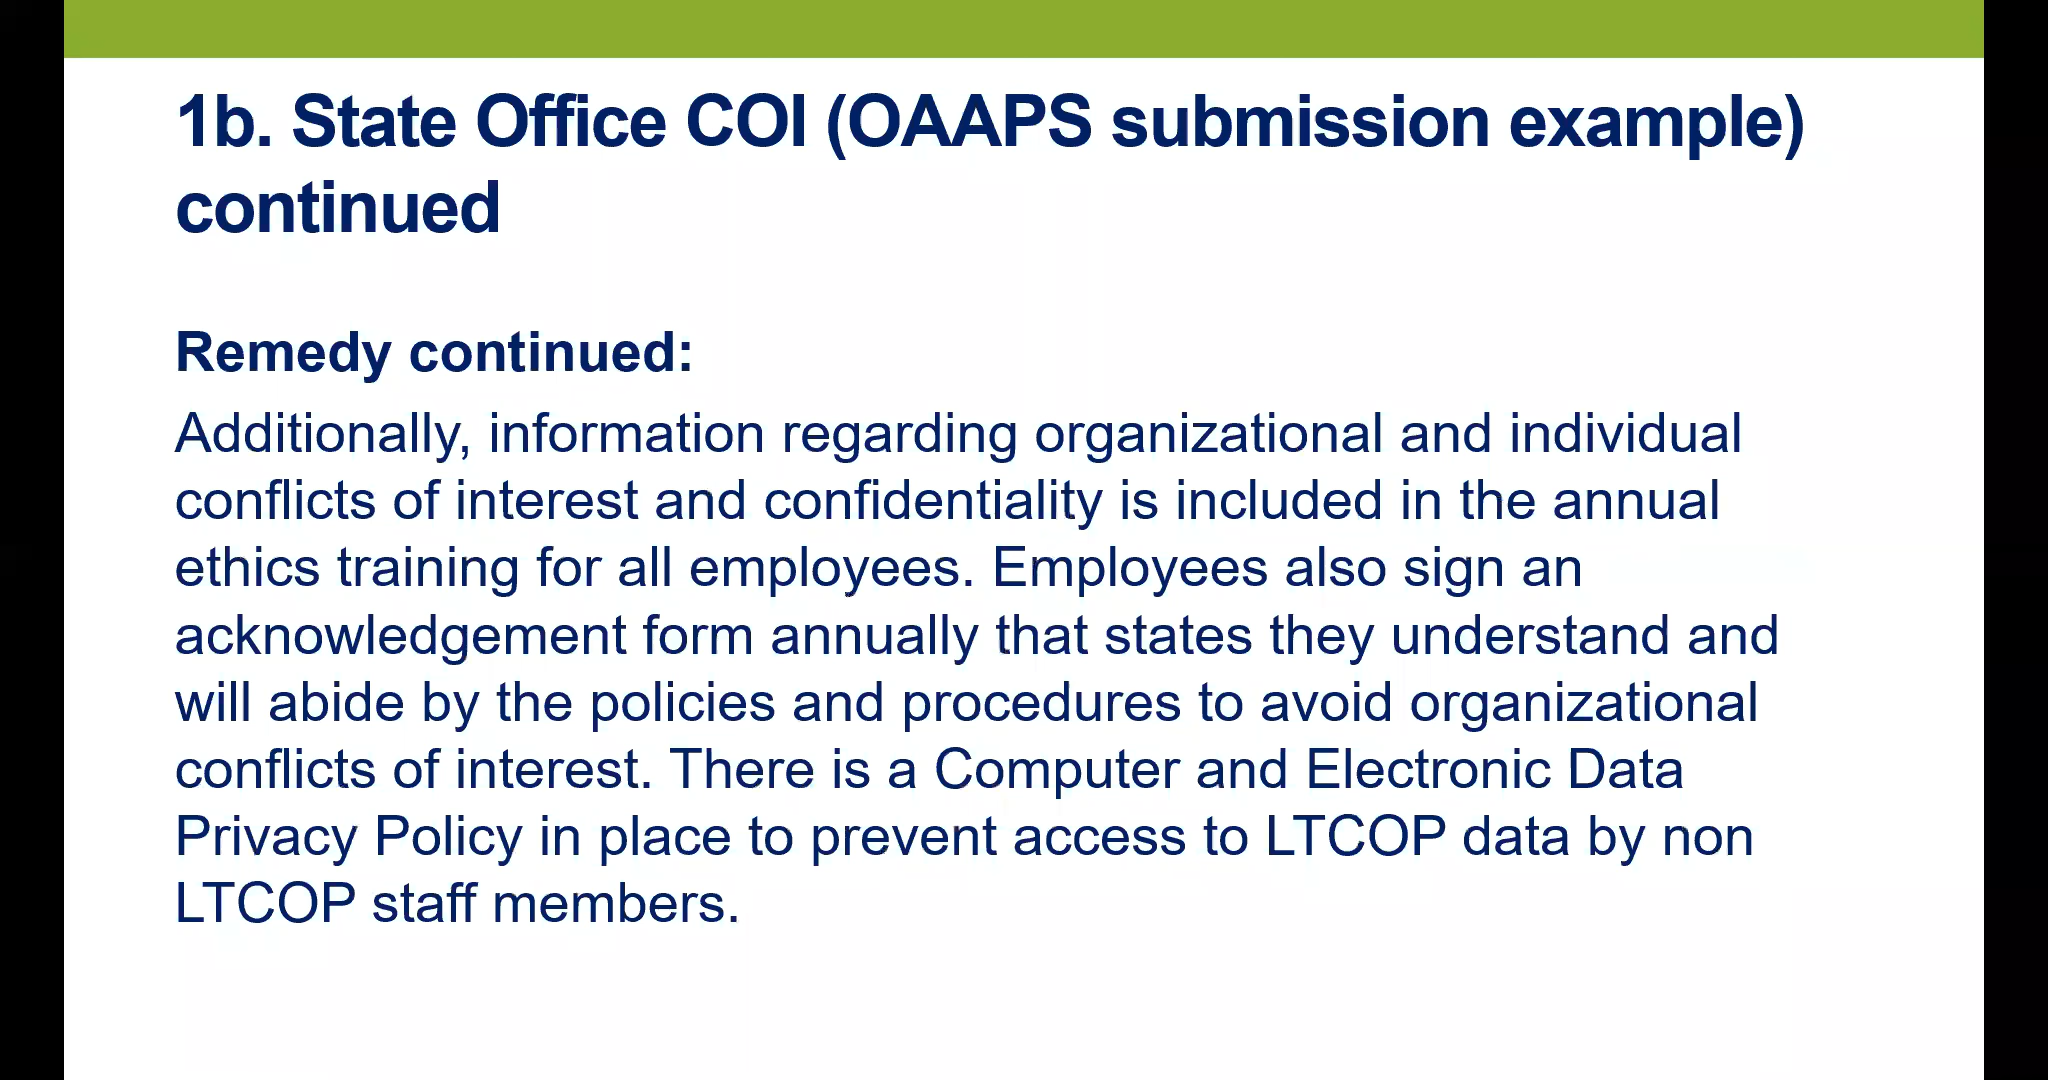 1b. State Office COI (OAAPS submission example)
continued
Remedy continued:
Additionally, information regarding organizational and individual
conflicts of interest and confidentiality is included in the annual
ethics training for all employees. Employees also sign an
acknowledgement form annually that states they understand and
will abide by the policies and procedures to avoid organizational
conflicts of interest. There is a Computer and Electronic Data
Privacy Policy in place to prevent access to LTCOP data by non
LTCOP staff members.